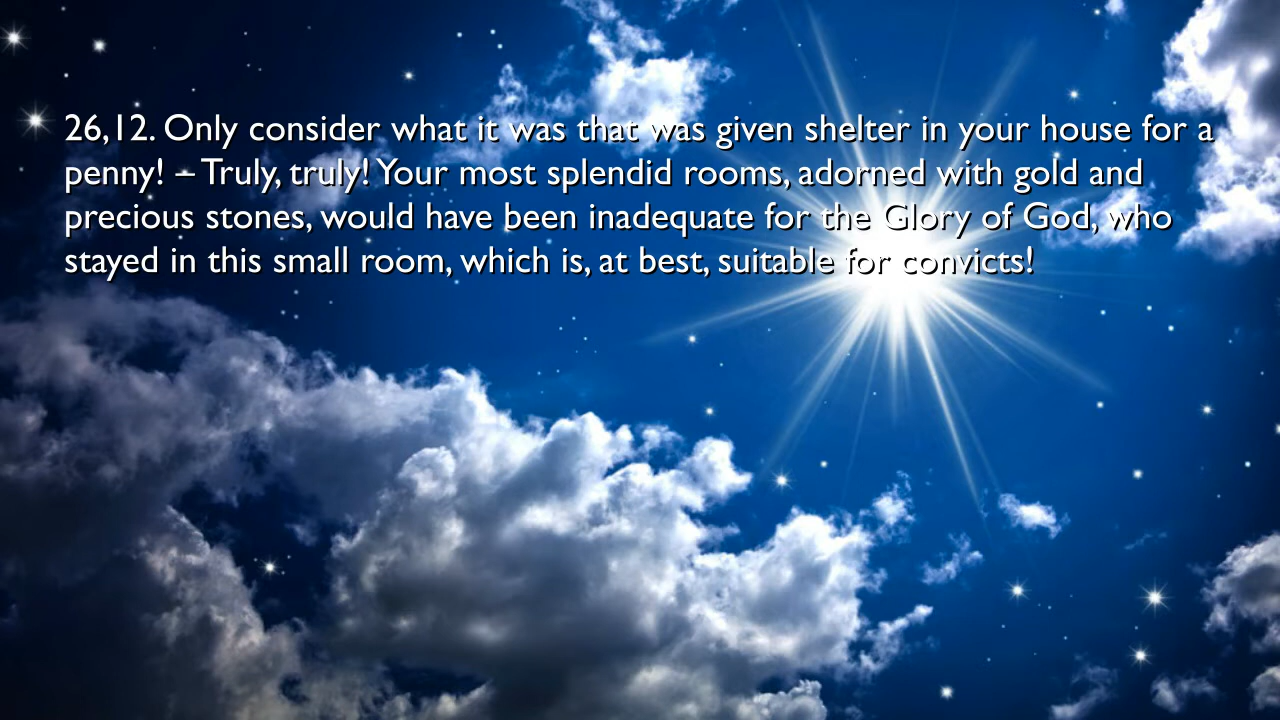 26,12. Only consider what it was that was given shelter in your house for a
penny! – Truly, truly! Your most splendid rooms, adorned with gold and
precious stones, would have been inadequate for the Glory of God, who
stayed in this small room, which is, at best, suitable for convicts!